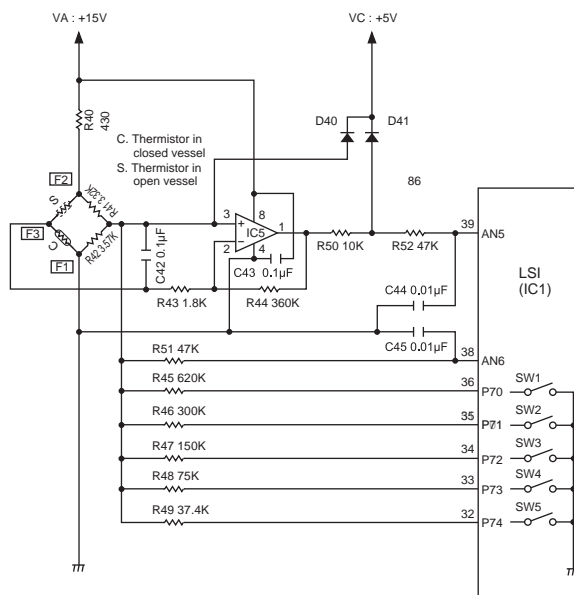 VA : +15V
VC : +5V
R40
430
D40
D41
C. Thermistor in
closed vessel
S. Thermistor in
open vessel
F2
S
R41 3.32K
86
F3
C
R42 3.57K
F1
C42 0.1µF
3
+
8
1
IC5
2
−
4
C43 0.1µF
R50 10K
R52 47K
39
AN5
LSI
(IC1)
R43 1.8K
R44 360K
C44 0.01µF
C45 0.01µF
R51 47K
38
AN6
R45 620K
36
P70
SW1
R46 300K
35
P71
SW2
R47 150K
34
P72
SW3
R48 75K
33
P73
SW4
R49 37.4K
32
P74
SW5